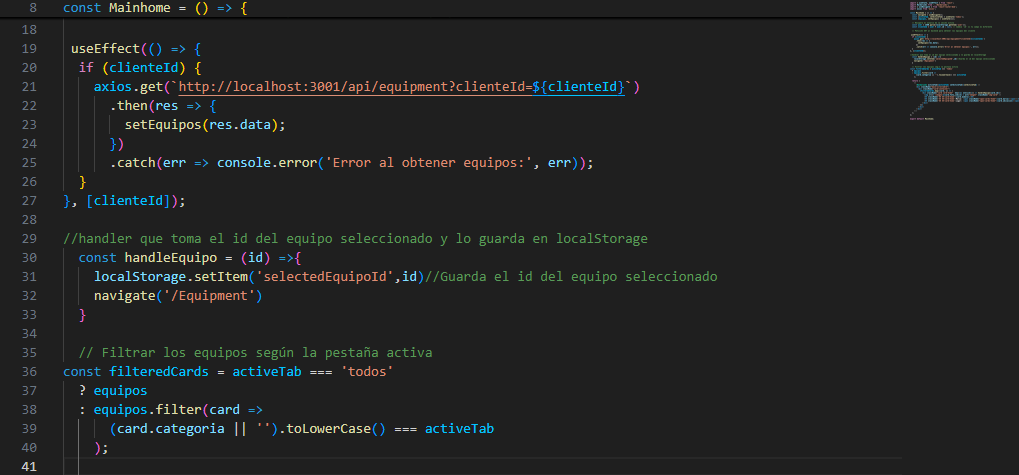 8 const Mainhome = () => {
18
19 useEffect(() => {
20 if (clienteId) {
21 axios.get(`http://localhost:3001/api/equipment?clienteId=${clienteId}`)
22 .then(res => {
23 setEquipos(res.data);
24 })
25 .catch(err => console.error('Error al obtener equipos:', err));
26 }
27 }, [clienteId]);
28
29 //handler que toma el id del equipo seleccionado y lo guarda en localStorage
30 const handleEquipo = (id) =>{
31 localStorage.setItem('selectedEquipoId',id)//Guarda el id del equipo seleccionado
32 navigate('/Equipment')
33 }
34
35 // Filtrar los equipos según la pestaña activa
36 const filteredCards = activeTab === 'todos'
37 ? equipos
38 : equipos.filter(card =>
39 (card.categoria || '').toLowerCase() === activeTab
40 );
41